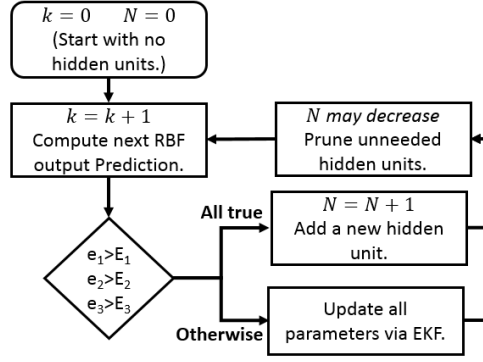 k = 0 N = 0
(Start with no
hidden units.)
k = k + 1
Compute next RBF
output Prediction.
N may decrease
Prune unneeded
hidden units.
e₁>E₁
e₂>E₂
e₃>E₃
All true
N = N + 1
Add a new hidden
unit.
Otherwise
Update all
parameters via EKF.